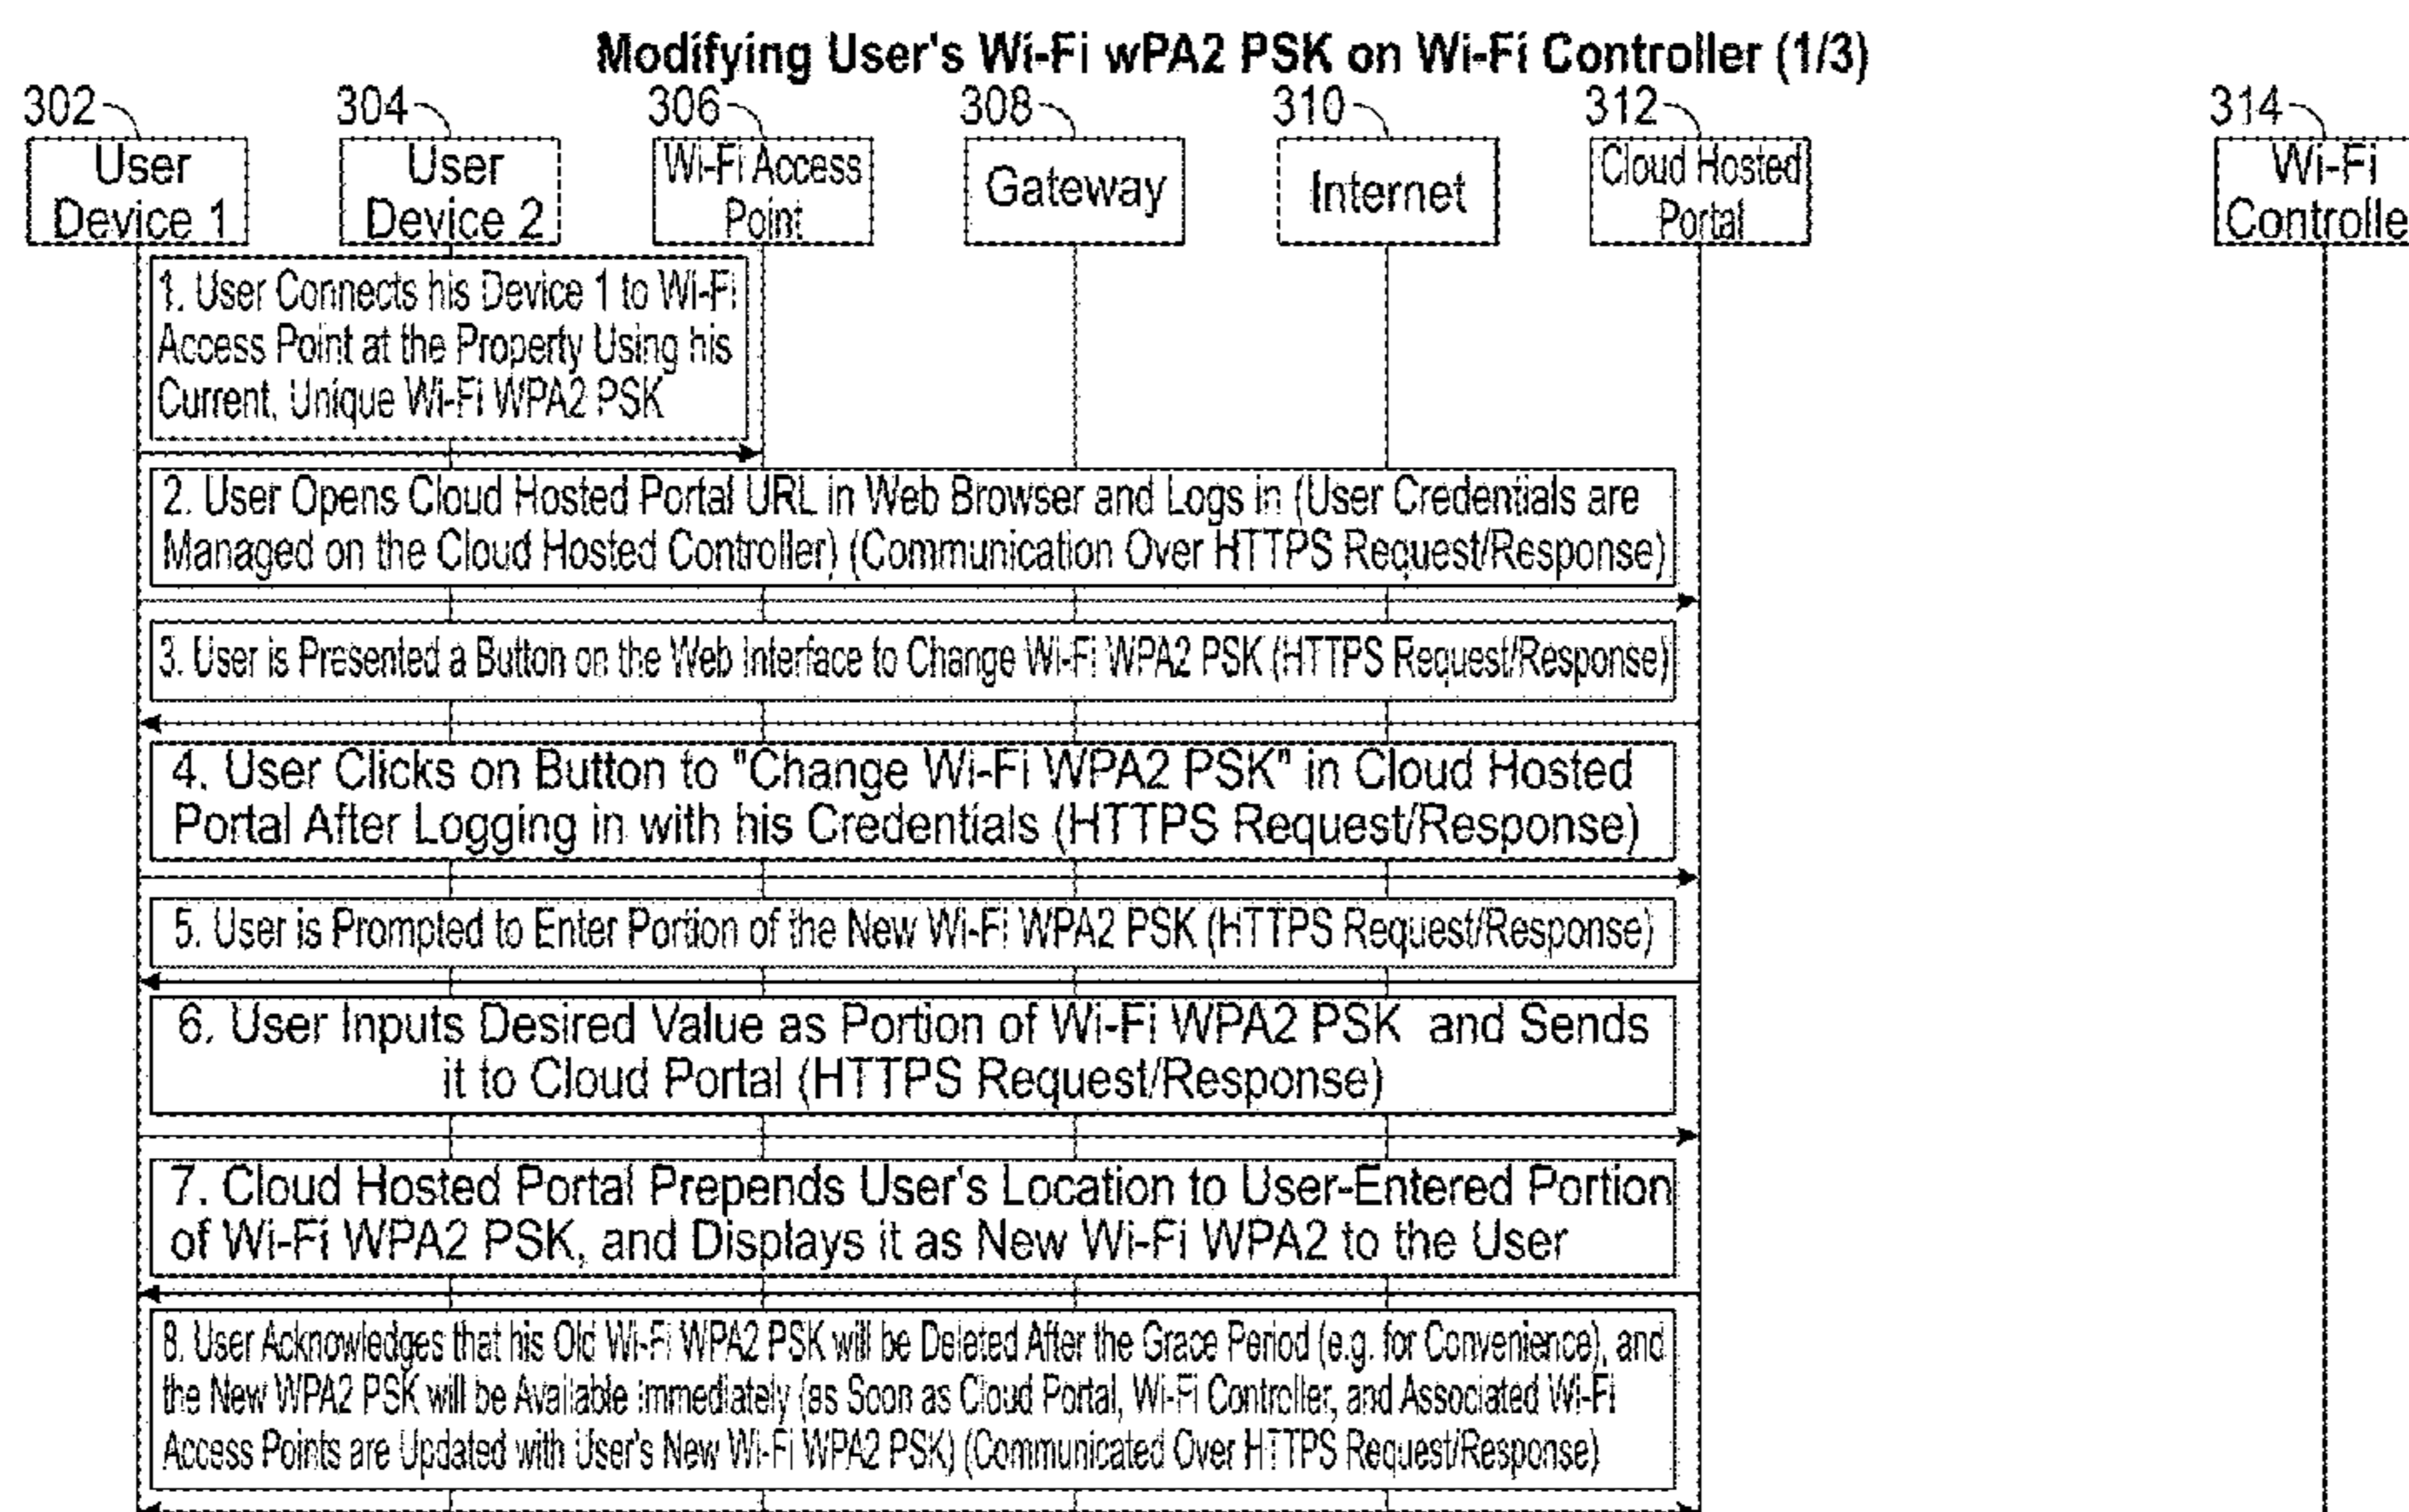 Modifying User's Wi-Fi wPA2 PSK on Wi-Fi Controller (1/3)
302
304
306
308
310
312
314
User
Device 1
User
Device 2
Wi-Fi Access
Point
Gateway
Internet
Cloud Hosted
Portal
Wi-Fi
Controlle
1. User Connects his Device 1 to Wi-Fi
Access Point at the Property Using his
Current, Unique Wi-Fi WPA2 PSK
2. User Opens Cloud Hosted Portal URL in Web Browser and Logs in (User Credentials are
Managed on the Cloud Hosted Controller) (Communication Over HTTPS Request/Response)
3. User is Presented a Button on the Web Interface to Change Wi-Fi WPA2 PSK (HTTPS Request/Response)
4. User Clicks on Button to "Change Wi-Fi WPA2 PSK" in Cloud Hosted
Portal After Logging in with his Credentials (HTTPS Request/Response)
5. User is Prompted to Enter Portion of the New Wi-Fi WPA2 PSK (HTTPS Request/Response)
6. User Inputs Desired Value as Portion of Wi-Fi WPA2 PSK and Sends
it to Cloud Portal (HTTPS Request/Response)
7. Cloud Hosted Portal Prepends User's Location to User-Entered Portion
of Wi-Fi WPA2 PSK, and Displays it as New Wi-Fi WPA2 to the User
8. User Acknowledges that his Old Wi-Fi WPA2 PSK will be Deleted After the Grace Period (e.g. for Convenience), and
the New WPA2 PSK will be Available immediately (as Soon as Cloud Portal, Wi-Fi Controller, and Associated Wi-Fi
Access Points are Updated with User's New Wi-Fi WPA2 PSK) (Communicated Over HTTPS Request/Response)